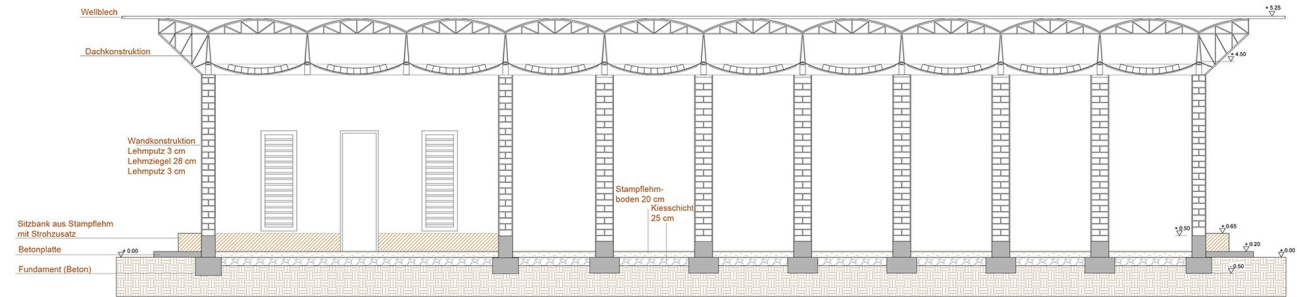 Wellblech
+ 5.25
Dachkonstruktion
+ 4.50
Wandkonstruktion
Lehmputz 3 cm
Lehmziegel 28 cm
Lehmputz 3 cm
Stampflehm-
boden 20 cm
Kiesschicht
25 cm
Sitzbank aus Stampflehm
mit Strohzusatz
+ 0.50
+ 0.65
Betonplatte
+ 0.00
+ 0.20
+ 0.00
Fundament (Beton)
- 0.50